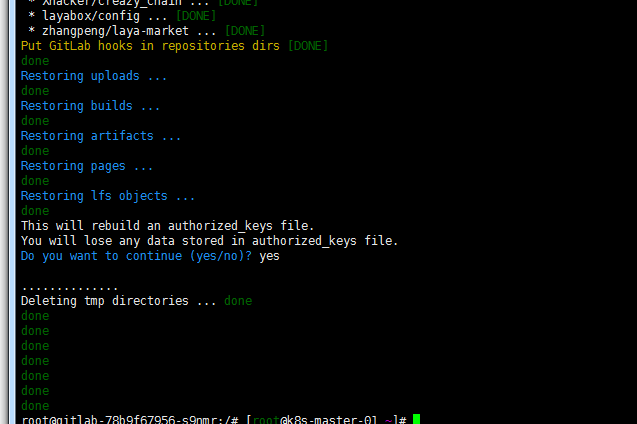 * Xhacker/creazy_chain ... [DONE]
* layabox/config ... [DONE]
* zhangpeng/laya-market ... [DONE]
Put GitLab hooks in repositories dirs [DONE]
done
Restoring uploads ...
done
Restoring builds ...
done
Restoring artifacts ...
done
Restoring pages ...
done
Restoring lfs objects ...
done
This will rebuild an authorized_keys file.
You will lose any data stored in authorized_keys file.
Do you want to continue (yes/no)? yes
..............
Deleting tmp directories ... done
done
done
done
done
done
done
done
root@gitlab-78b9f67956-s9nmr:/# [root@k8s-master-01 ~]#